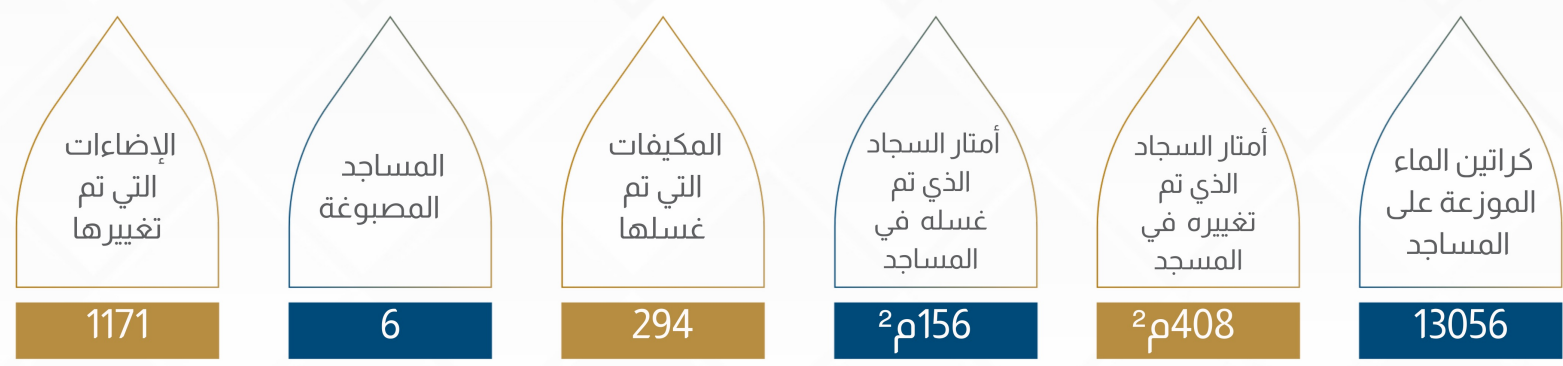 كراتين الماء
الموزعة على
المساجد
13056
أمتار السجاد
الذي تم
تغييره في
المسجد
408م²
أمتار السجاد
الذي تم
غسله في
المساجد
156م²
المكيفات
التي تم
غسلها
294
المساجد
المصبوغة
6
الإضاءات
التي تم
تغييرها
1171